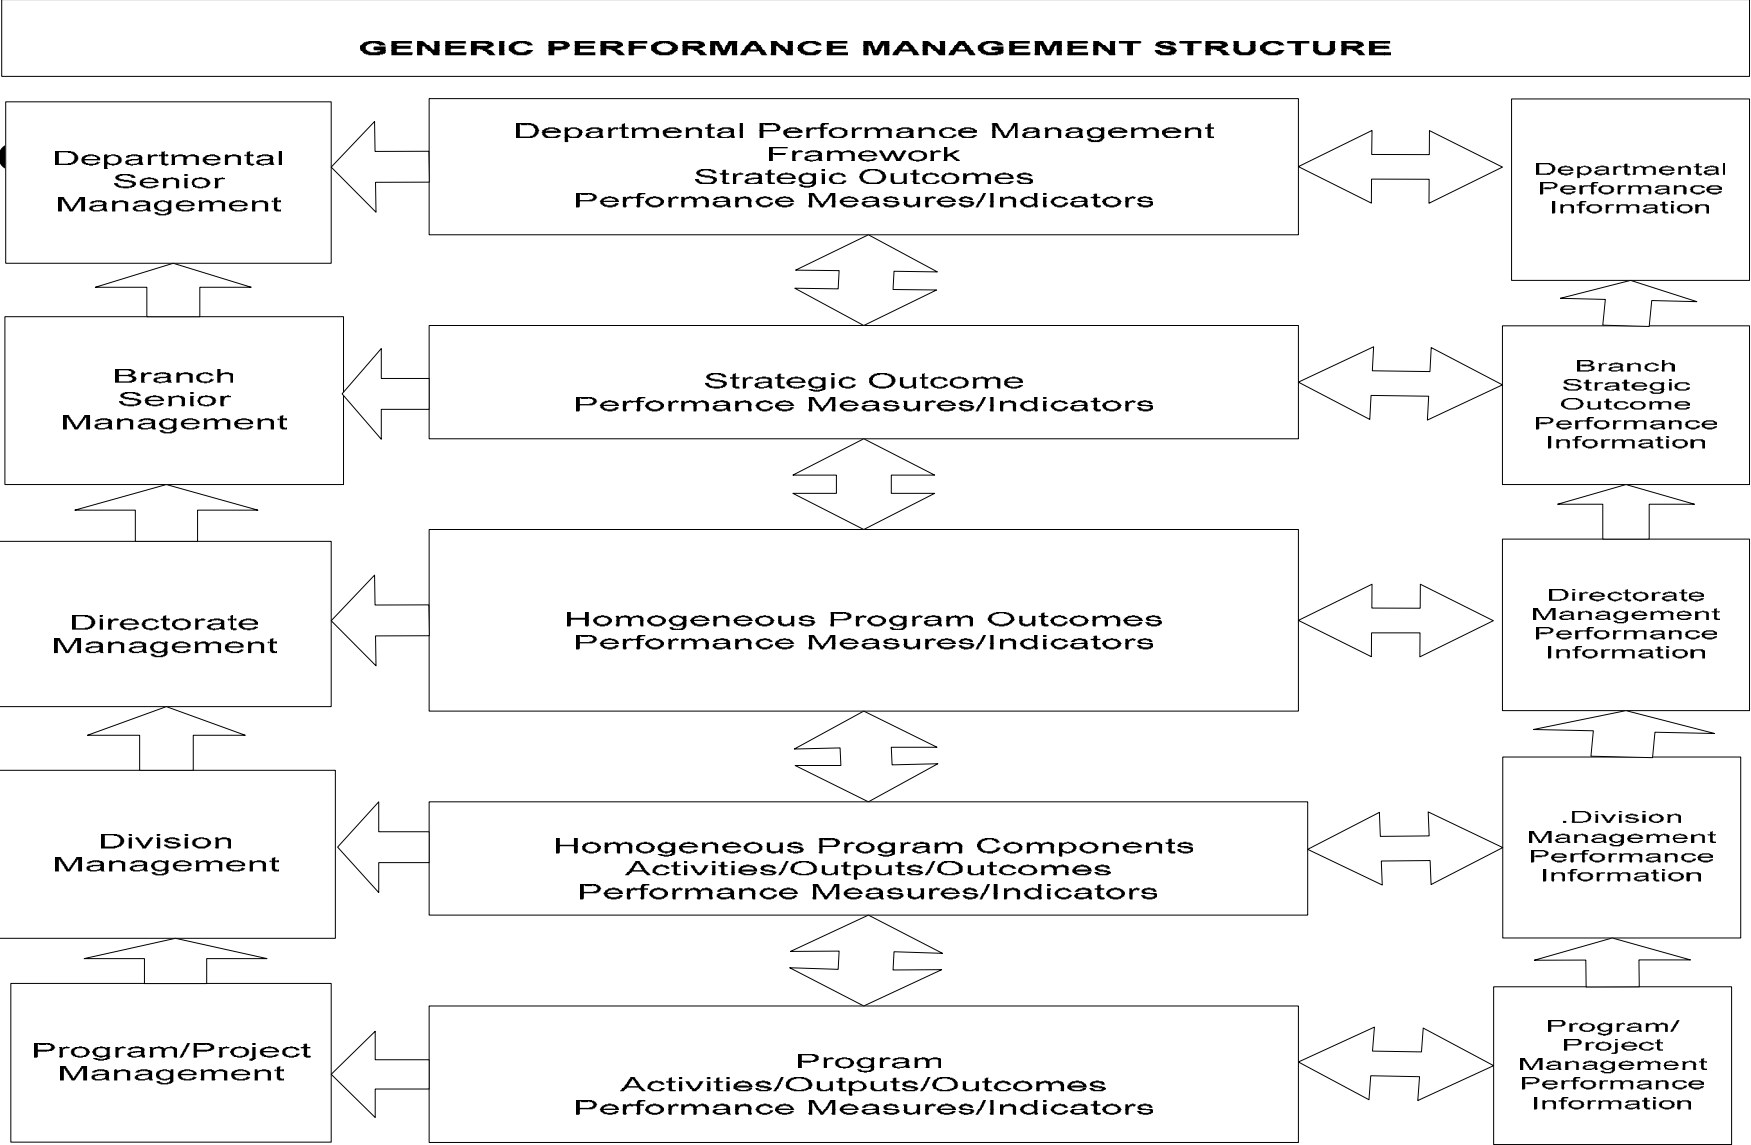 GENERIC PERFORMANCE MANAGEMENT STRUCTURE
Departmental
Senior
Management
Departmental Performance Management
Framework
Strategic Outcomes
Performance Measures/Indicators
Departmental
Performance
Information
Branch
Senior
Management
Strategic Outcome
Performance Measures/Indicators
Branch
Strategic
Outcome
Performance
Information
Directorate
Management
Homogeneous Program Outcomes
Performance Measures/Indicators
Directorate
Management
Performance
Information
Division
Management
Homogeneous Program Components
Activities/Outputs/Outcomes
Performance Measures/Indicators
.Division
Management
Performance
Information
Program/Project
Management
Program
Activities/Outputs/Outcomes
Performance Measures/Indicators
Program/
Project
Management
Performance
Information